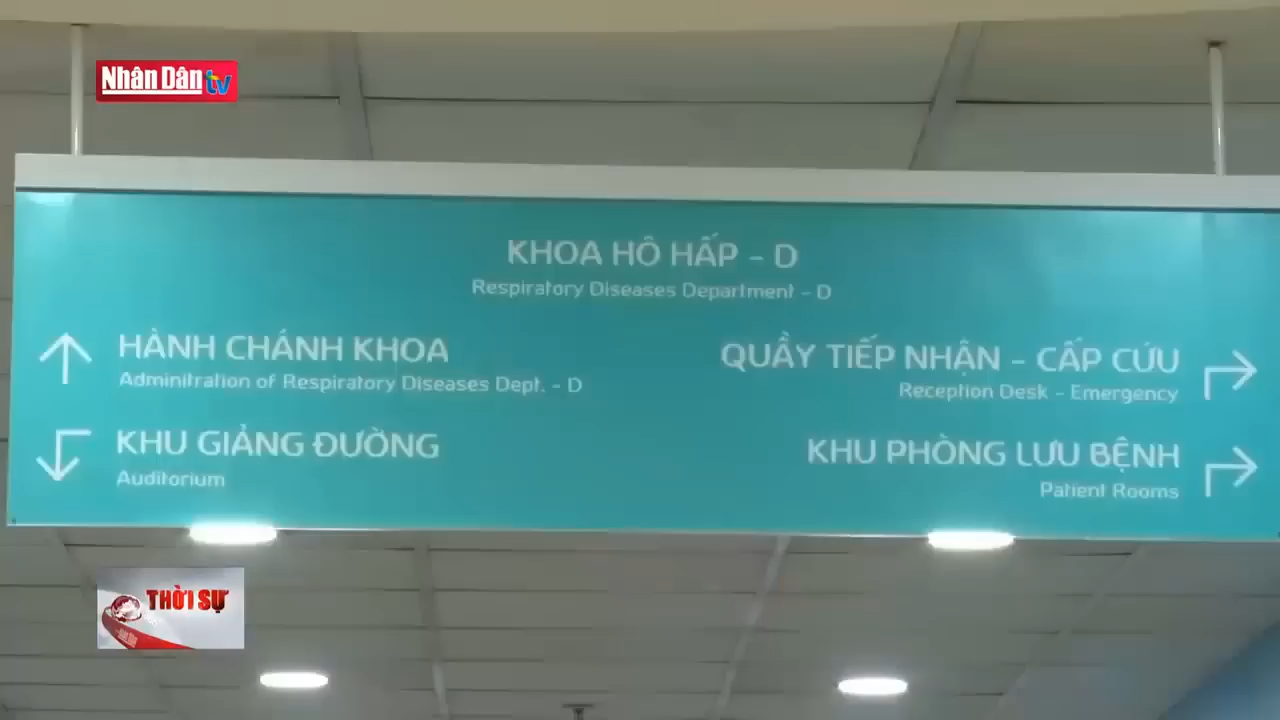 Nhân Dân tv
KHOA HÔ HẤP - D
Respiratory Diseases Department - D
HÀNH CHÁNH KHOA
Adminitration of Respiratory Diseases Dept. - D
QUẦY TIẾP NHẬN - CẤP CỨU
Reception Desk - Emergency
KHU GIẢNG ĐƯỜNG
Auditorium
KHU PHÒNG LƯU BỆNH
Patient Rooms
THỜI SỰ